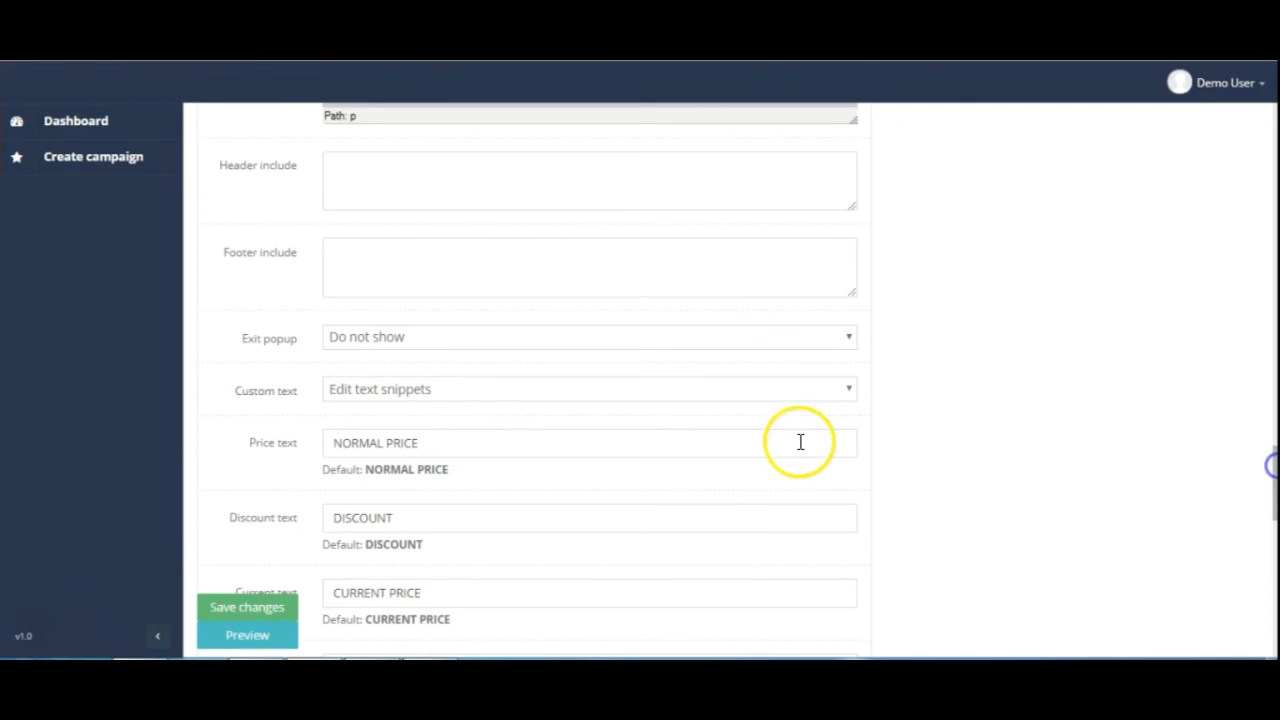 Demo User
Dashboard
Create campaign
Path: p
Header include
Footer include
Exit popup
Do not show
Custom text
Edit text snippets
Price text
NORMAL PRICE
Default: NORMAL PRICE
Discount text
DISCOUNT
Default: DISCOUNT
Current text
CURRENT PRICE
Default: CURRENT PRICE
Save changes
Preview
v1.0